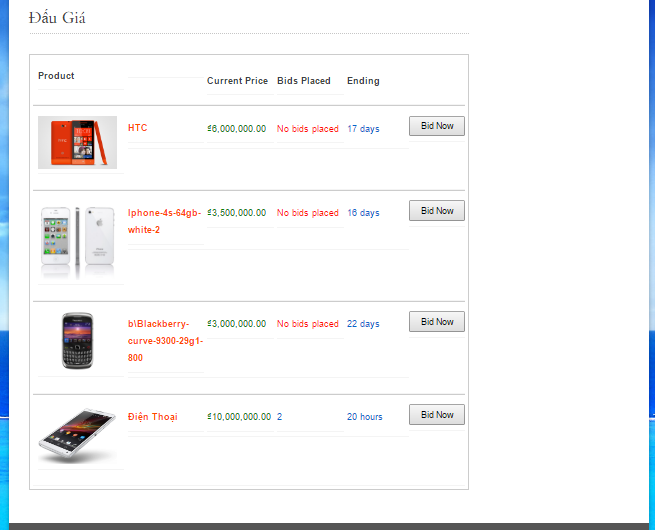 Đấu Giá
Product Current Price Bids Placed Ending
HTC ₫6,000,000.00 No bids placed 17 days Bid Now
Iphone-4s-64gb- ₫3,500,000.00 No bids placed 16 days Bid Now
white-2
b\Blackberry- ₫3,000,000.00 No bids placed 22 days Bid Now
curve-9300-29g1-
800
Điện Thoại ₫10,000,000.00 2 20 hours Bid Now